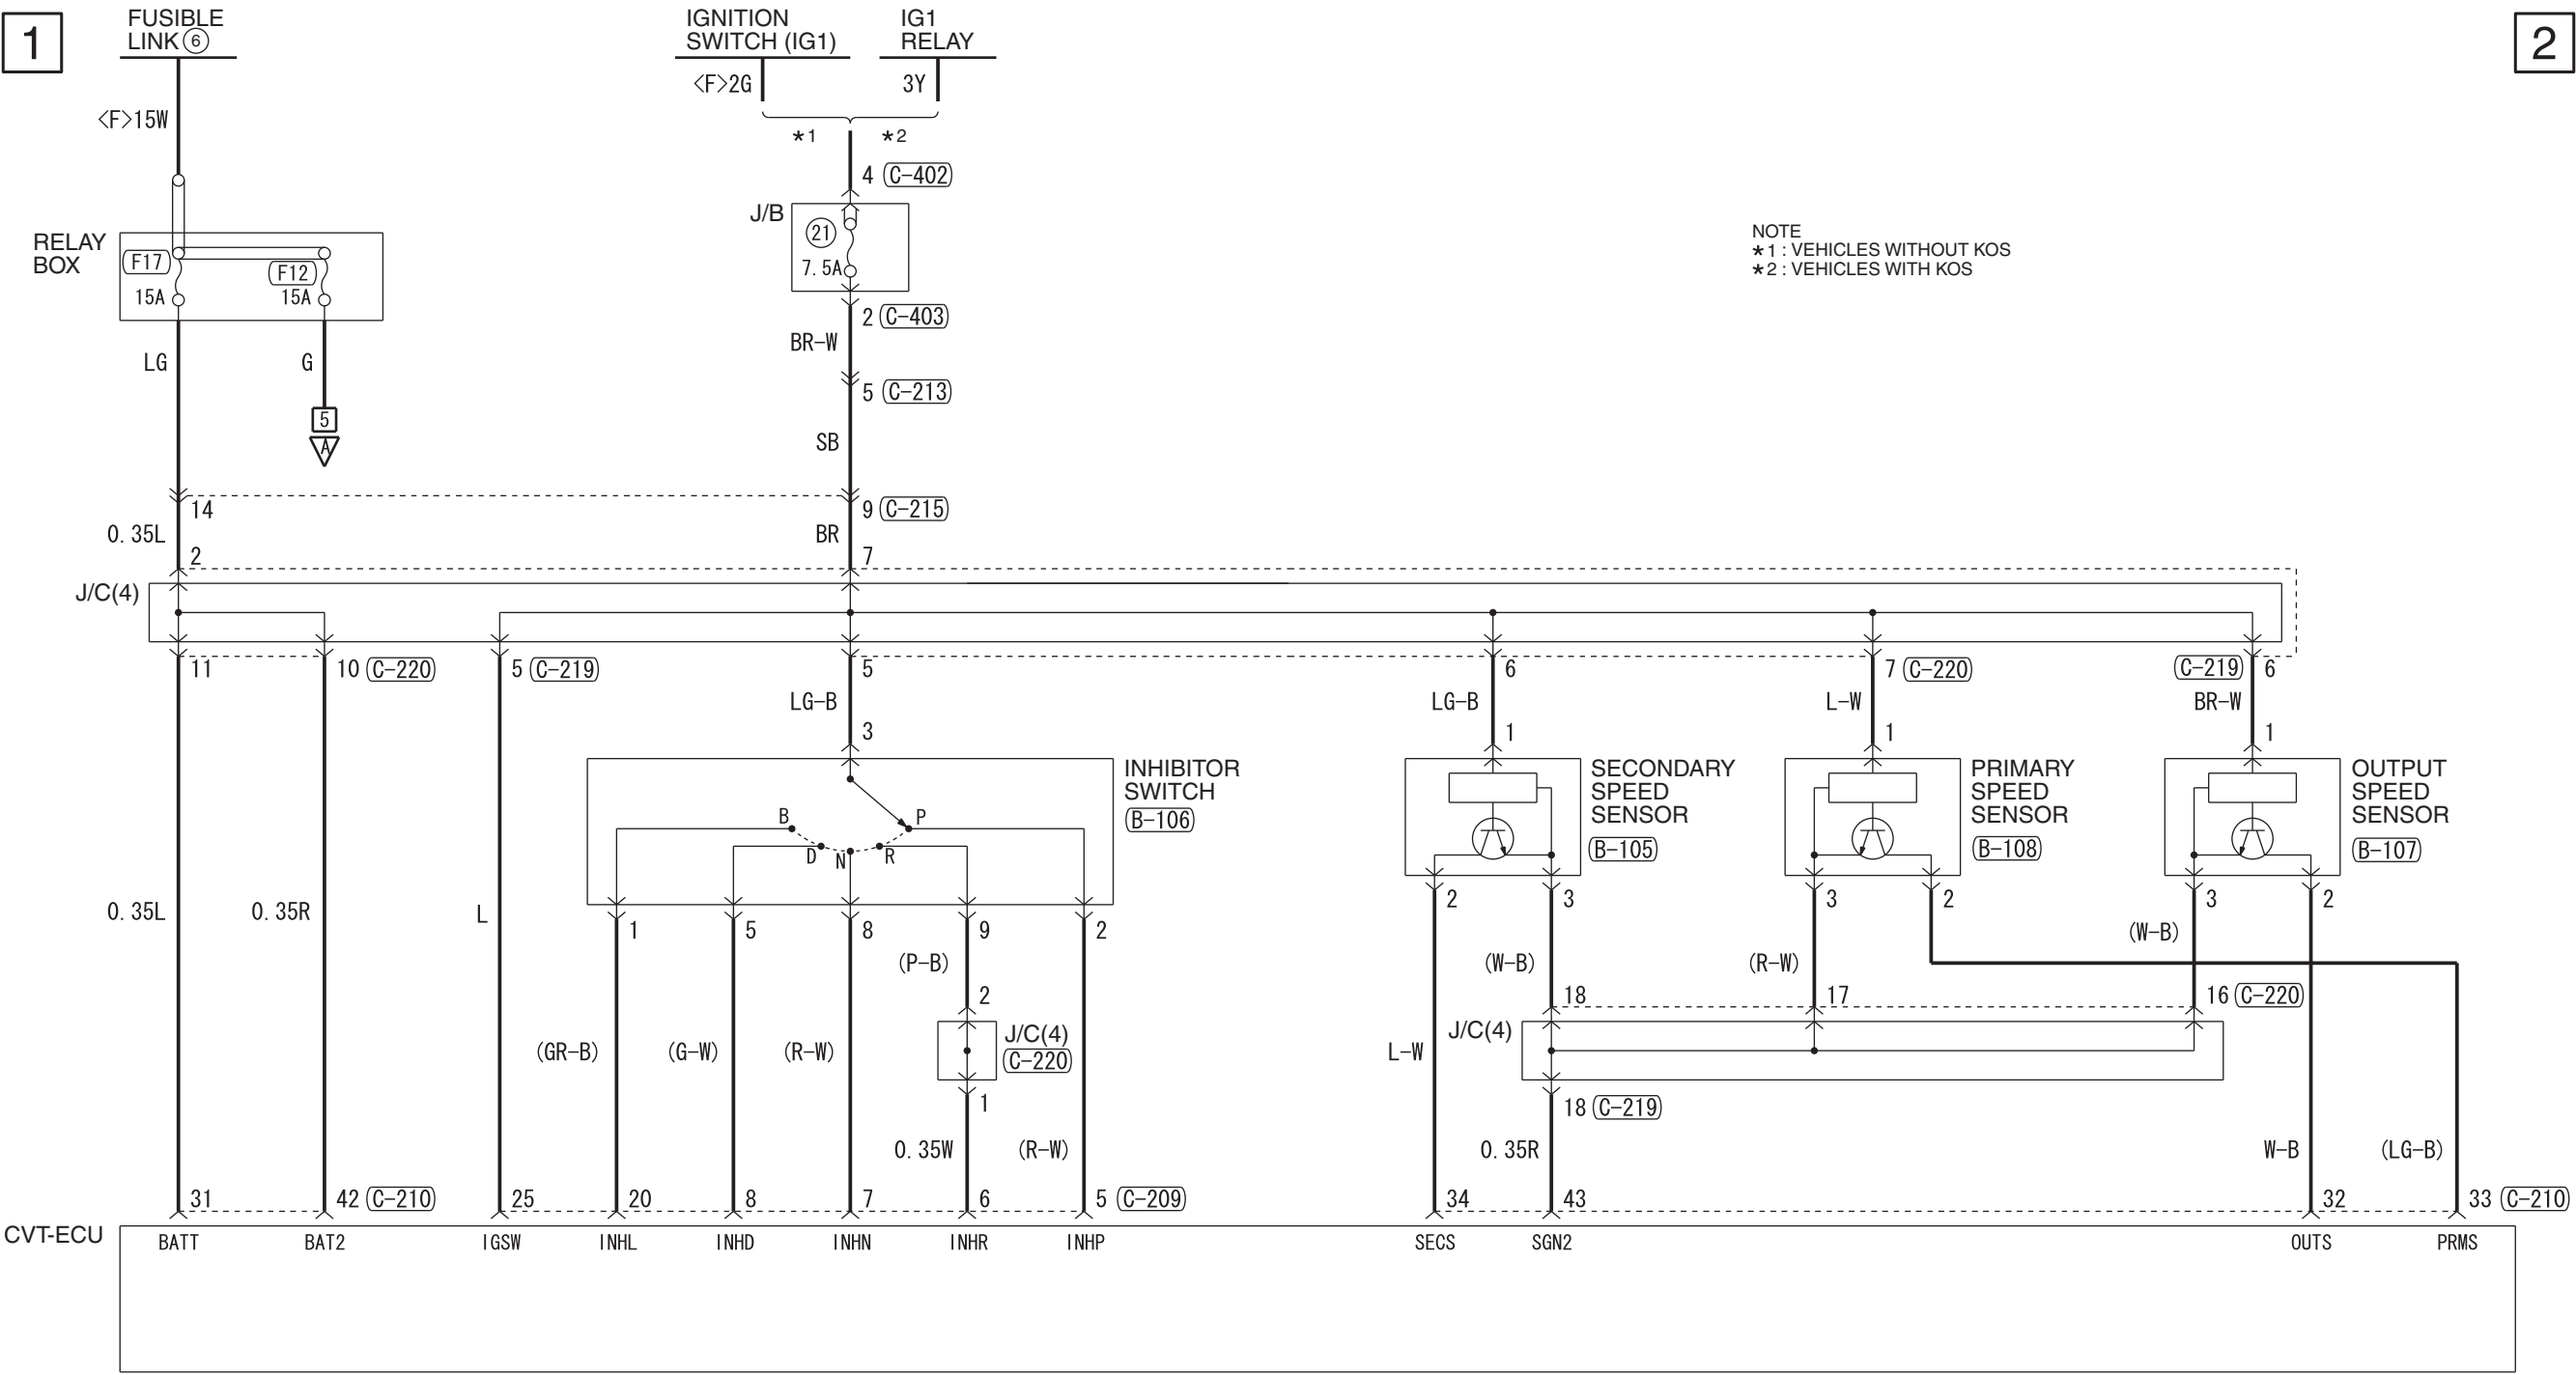 1
FUSIBLE
LINK 6
IGNITION
SWITCH (IG1)
IG1
RELAY
2
<F>2G
3Y
<F>15W
*1
*2
4 C-402
J/B
21
7.5A
RELAY
BOX
F17
15A
F12
15A
NOTE
*1 : VEHICLES WITHOUT KOS
*2 : VEHICLES WITH KOS
2 C-403
BR-W
LG
G
5 C-213
5
A
SB
14
9 C-215
0.35L
BR
2
7
J/C(4)
11
10 C-220
5 C-219
5
6
7 C-220
C-219 6
LG-B
LG-B
L-W
BR-W
3
1
1
1
INHIBITOR
SWITCH
B-106
SECONDARY
SPEED
SENSOR
B-105
PRIMARY
SPEED
SENSOR
B-108
OUTPUT
SPEED
SENSOR
B-107
B
P
D
N
R
2
3
3
2
3
2
0.35L
0.35R
L
1
5
8
9
2
(P-B)
(W-B)
(R-W)
(W-B)
2
18
17
16 C-220
J/C(4)
C-220
J/C(4)
(GR-B)
(G-W)
(R-W)
L-W
1
18 C-219
0.35W
(R-W)
0.35R
W-B
(LG-B)
31
42 C-210
25
20
8
7
6
5 C-209
34
43
32
33 C-210
CVT-ECU
BATT
BAT2
IGSW
INHL
INHD
INHN
INHR
INHP
SECS
SGN2
OUTS
PRMS